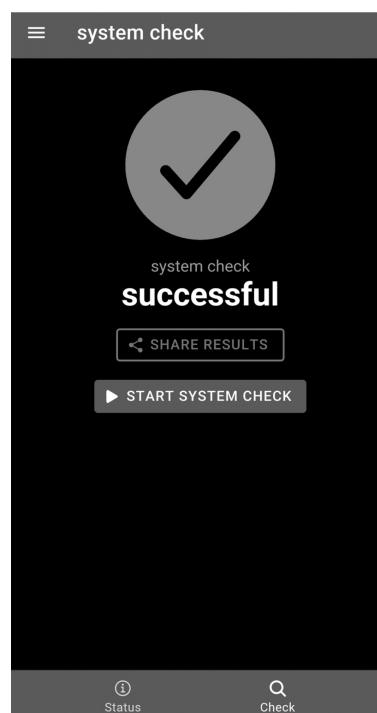 system check
system check
successful
SHARE RESULTS
START SYSTEM CHECK
Status
Check